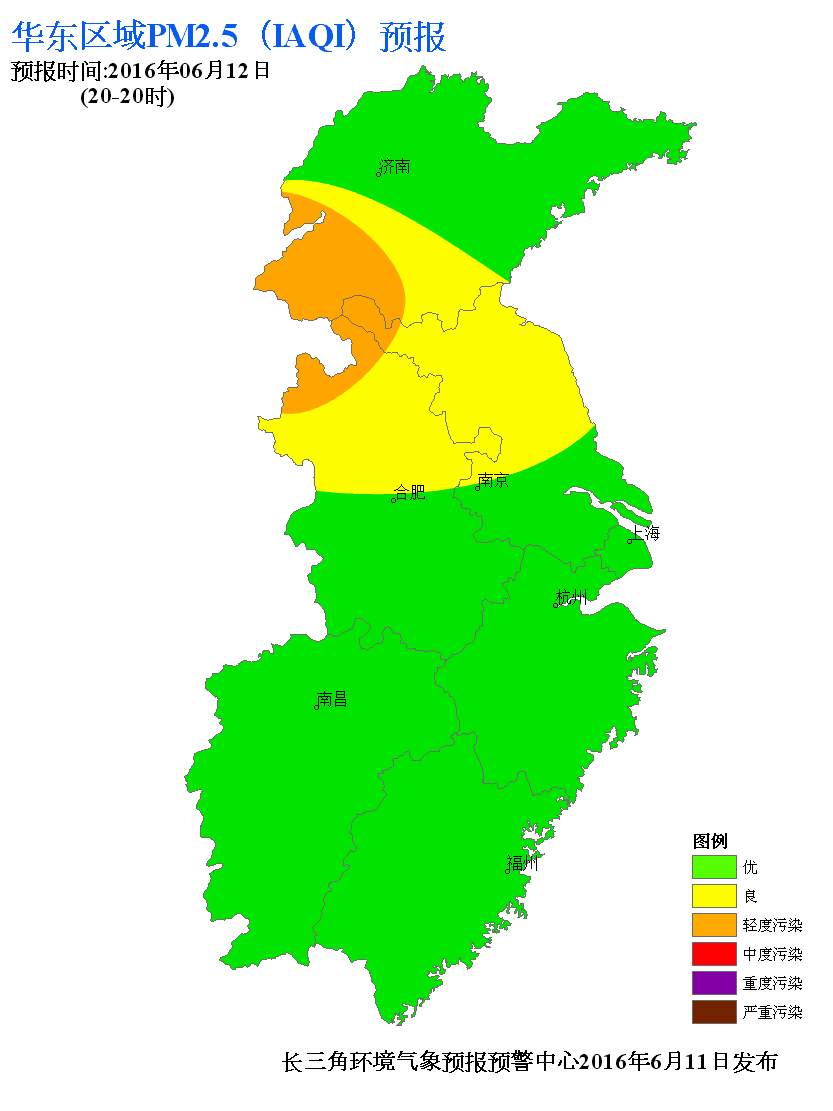 华东区域PM2.5（IAQI）预报
预报时间:2016年06月12日
(20-20时)
济南
合肥
南京
上海
杭州
南昌
福州
图例
优
良
轻度污染
中度污染
重度污染
严重污染
长三角环境气象预报预警中心2016年6月11日发布